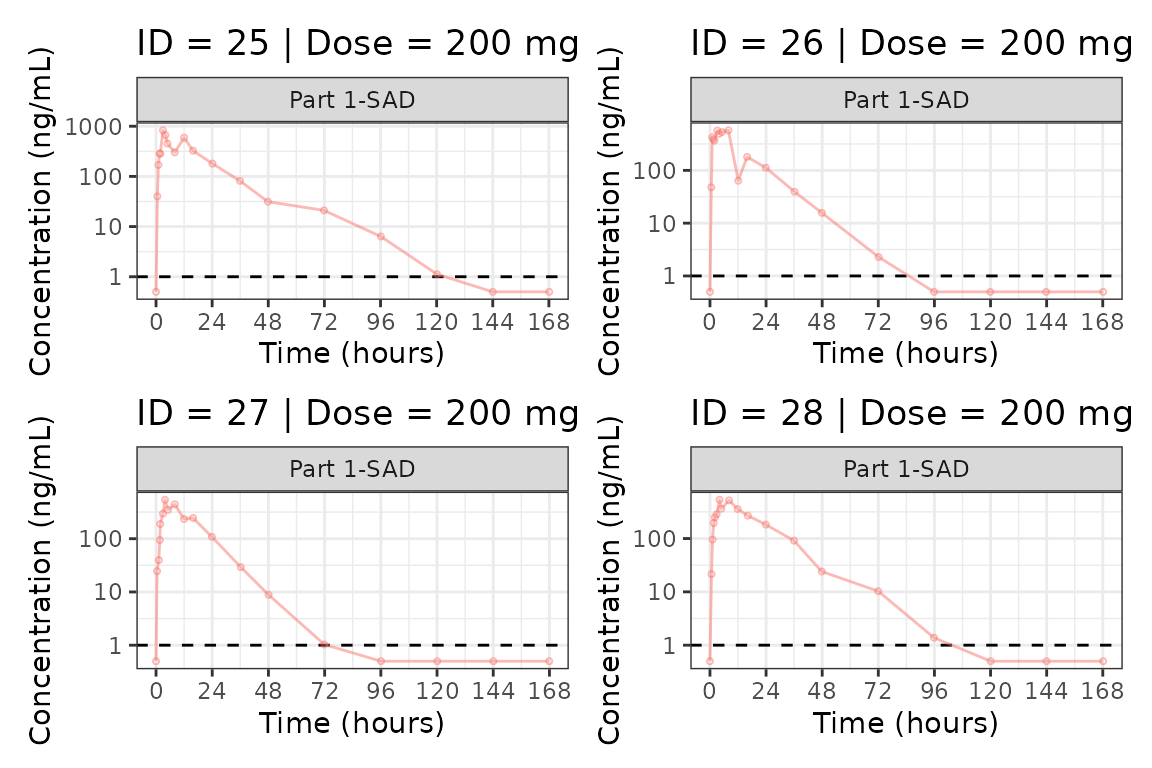 ID = 25 | Dose = 200 mg
Part 1-SAD
Concentration (ng/mL)
1000
100
10
1
0 24 48 72 96 120 144 168
Time (hours)
ID = 26 | Dose = 200 mg
Part 1-SAD
Concentration (ng/mL)
100
10
1
0 24 48 72 96 120 144 168
Time (hours)
ID = 27 | Dose = 200 mg
Part 1-SAD
Concentration (ng/mL)
100
10
1
0 24 48 72 96 120 144 168
Time (hours)
ID = 28 | Dose = 200 mg
Part 1-SAD
Concentration (ng/mL)
100
10
1
0 24 48 72 96 120 144 168
Time (hours)